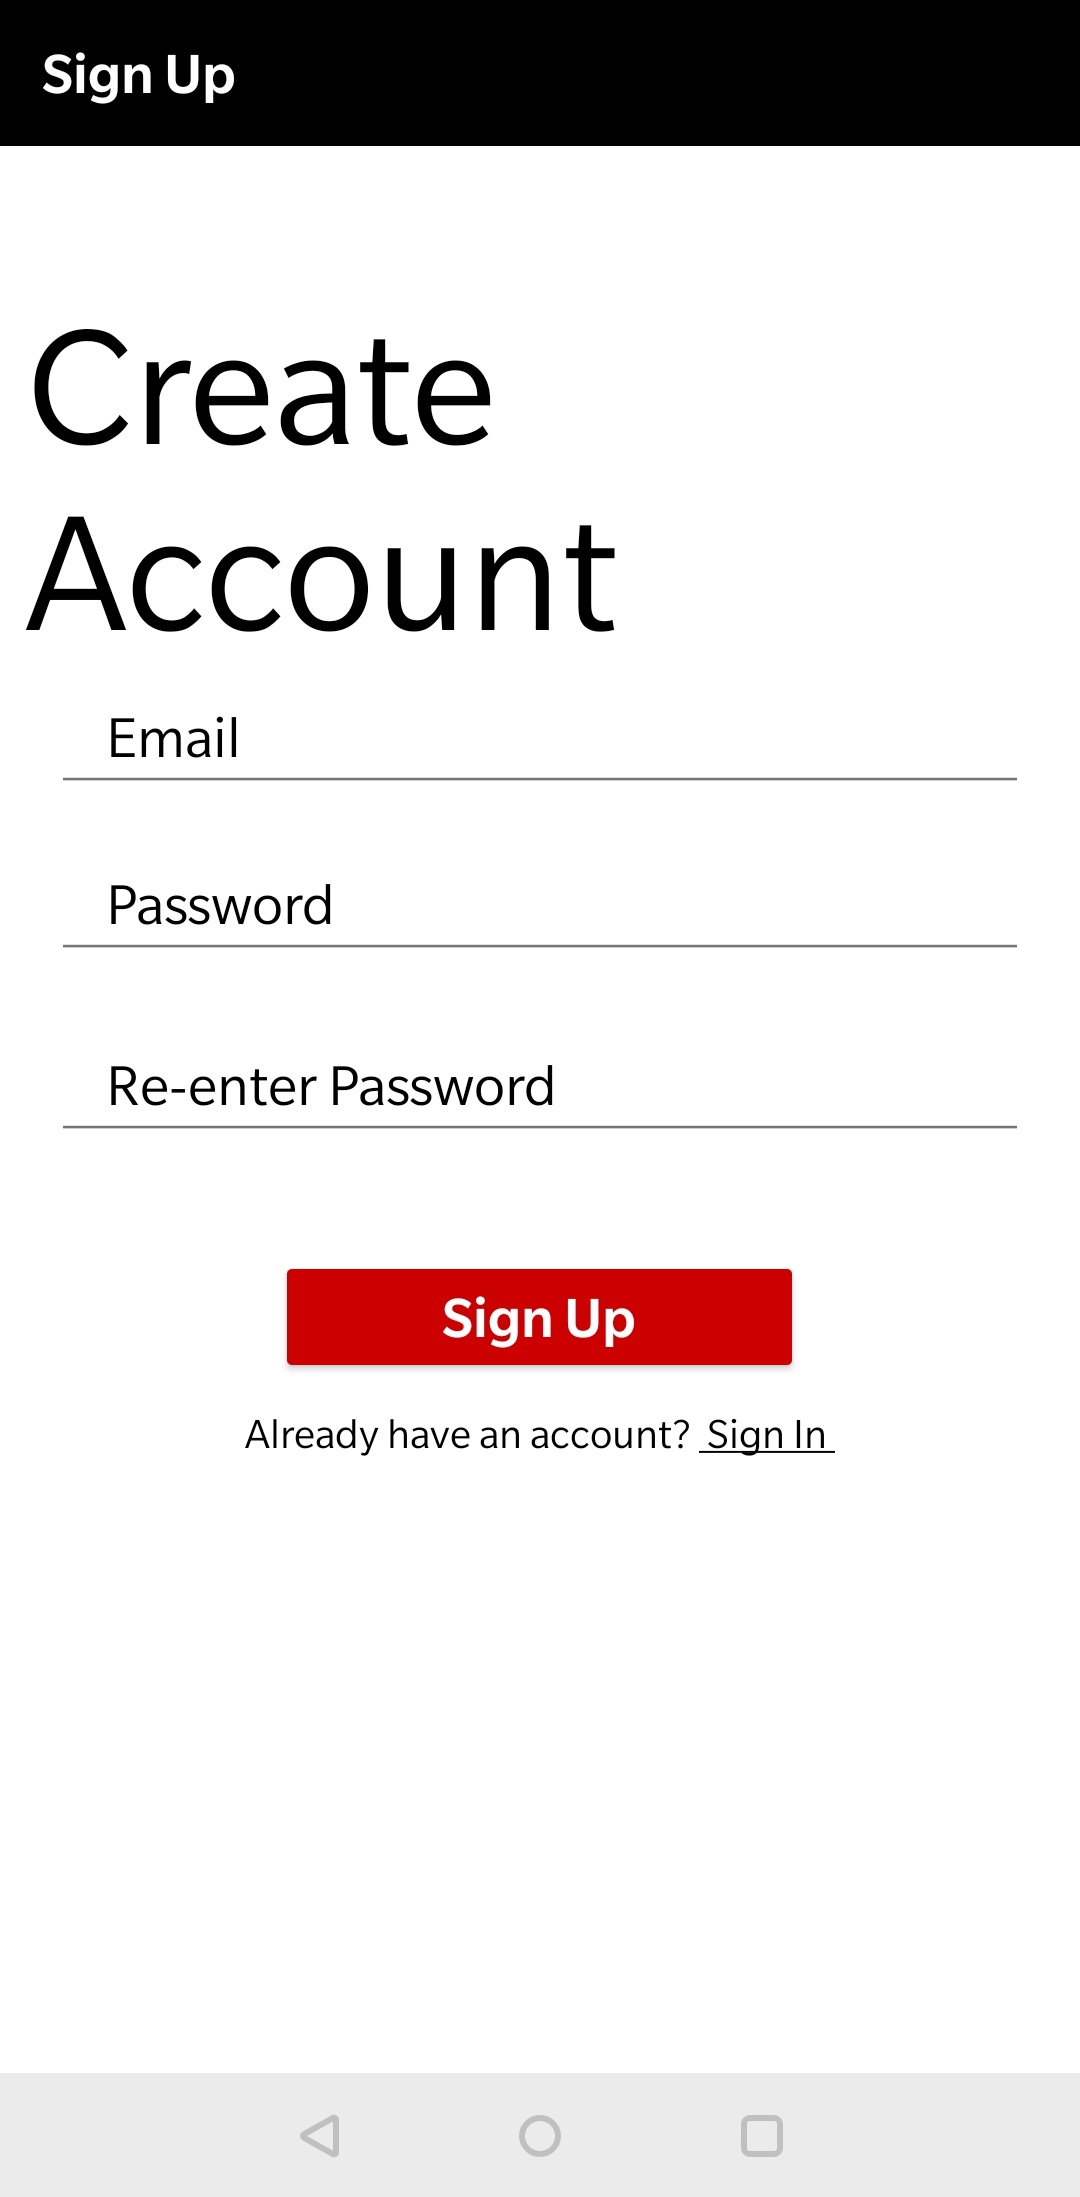 Sign Up
Create
Account
Email
Password
Re-enter Password
Sign Up
Already have an account? Sign In